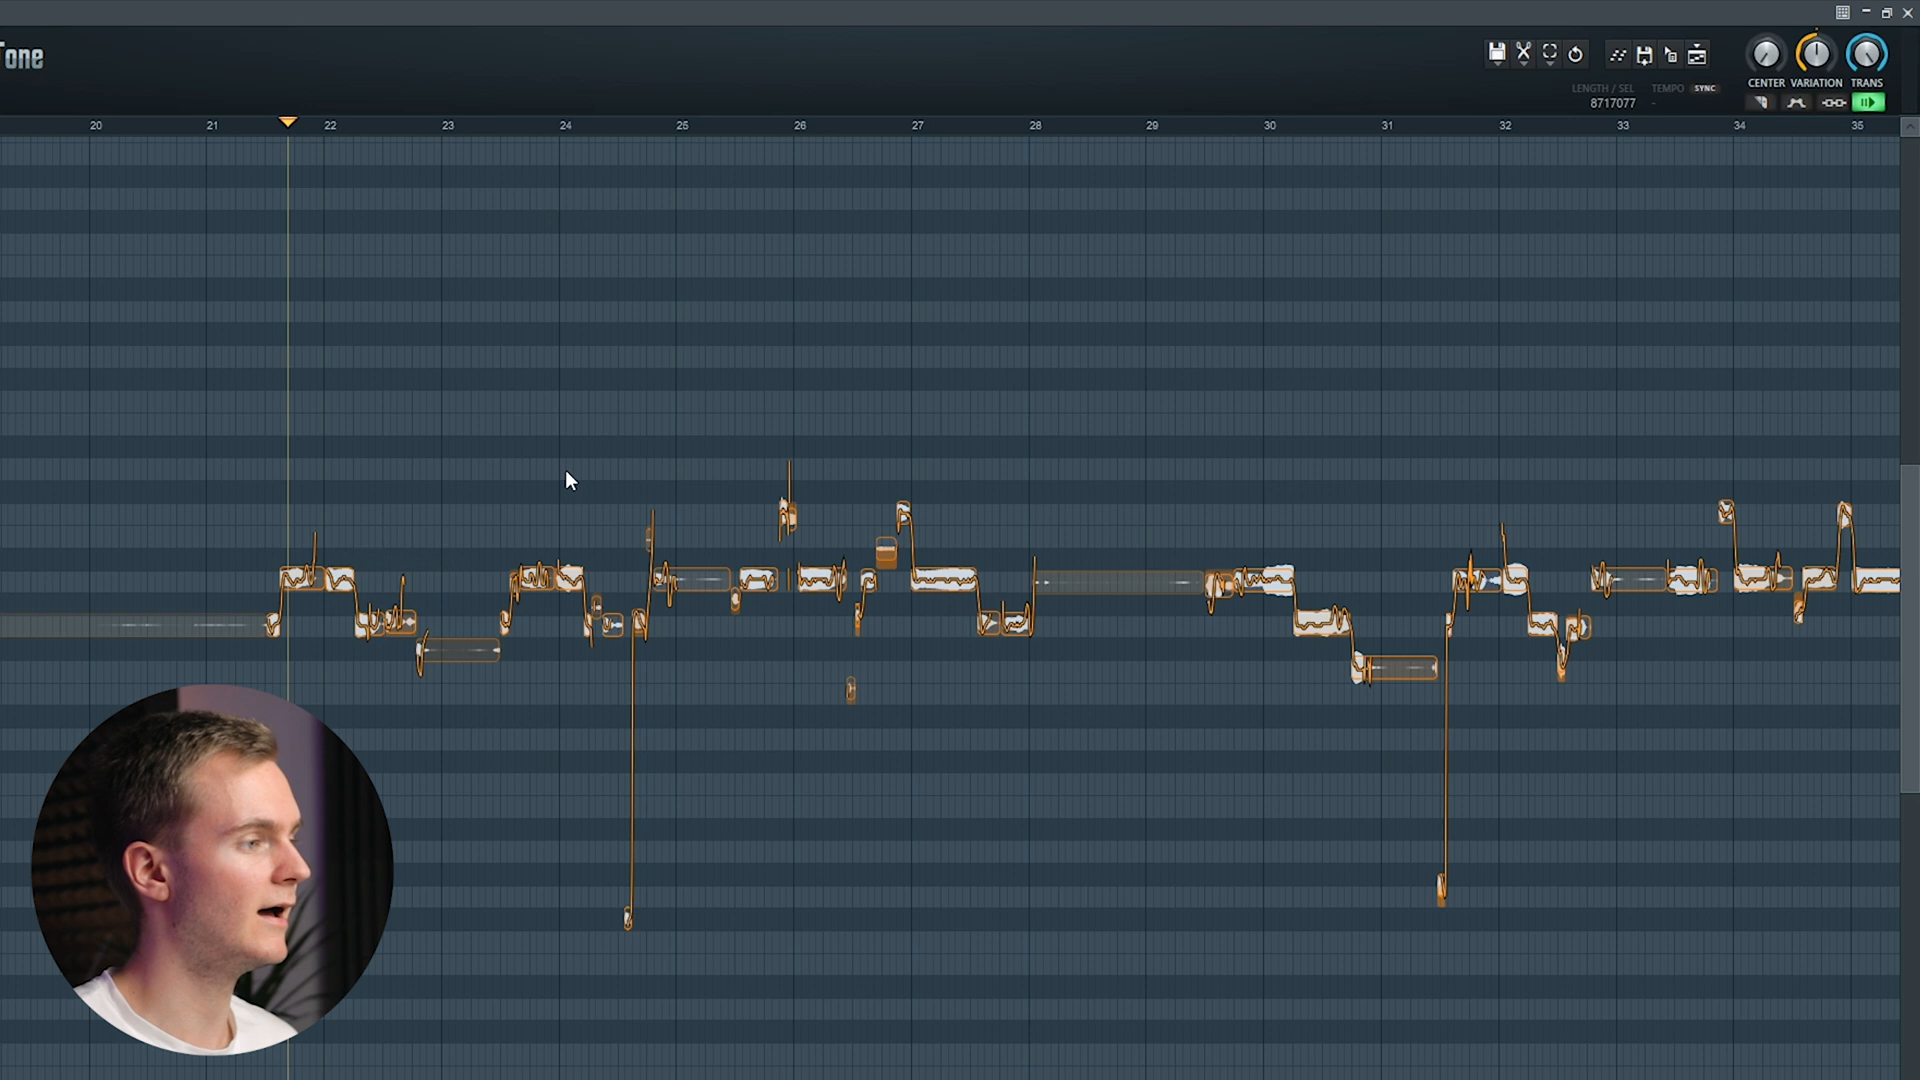 Tone
CENTER VARIATION TRANS
LENGTH / SEL TEMPO SYNC
8717077 -
20 21 22 23 24 25 26 27 28 29 30 31 32 33 34 35